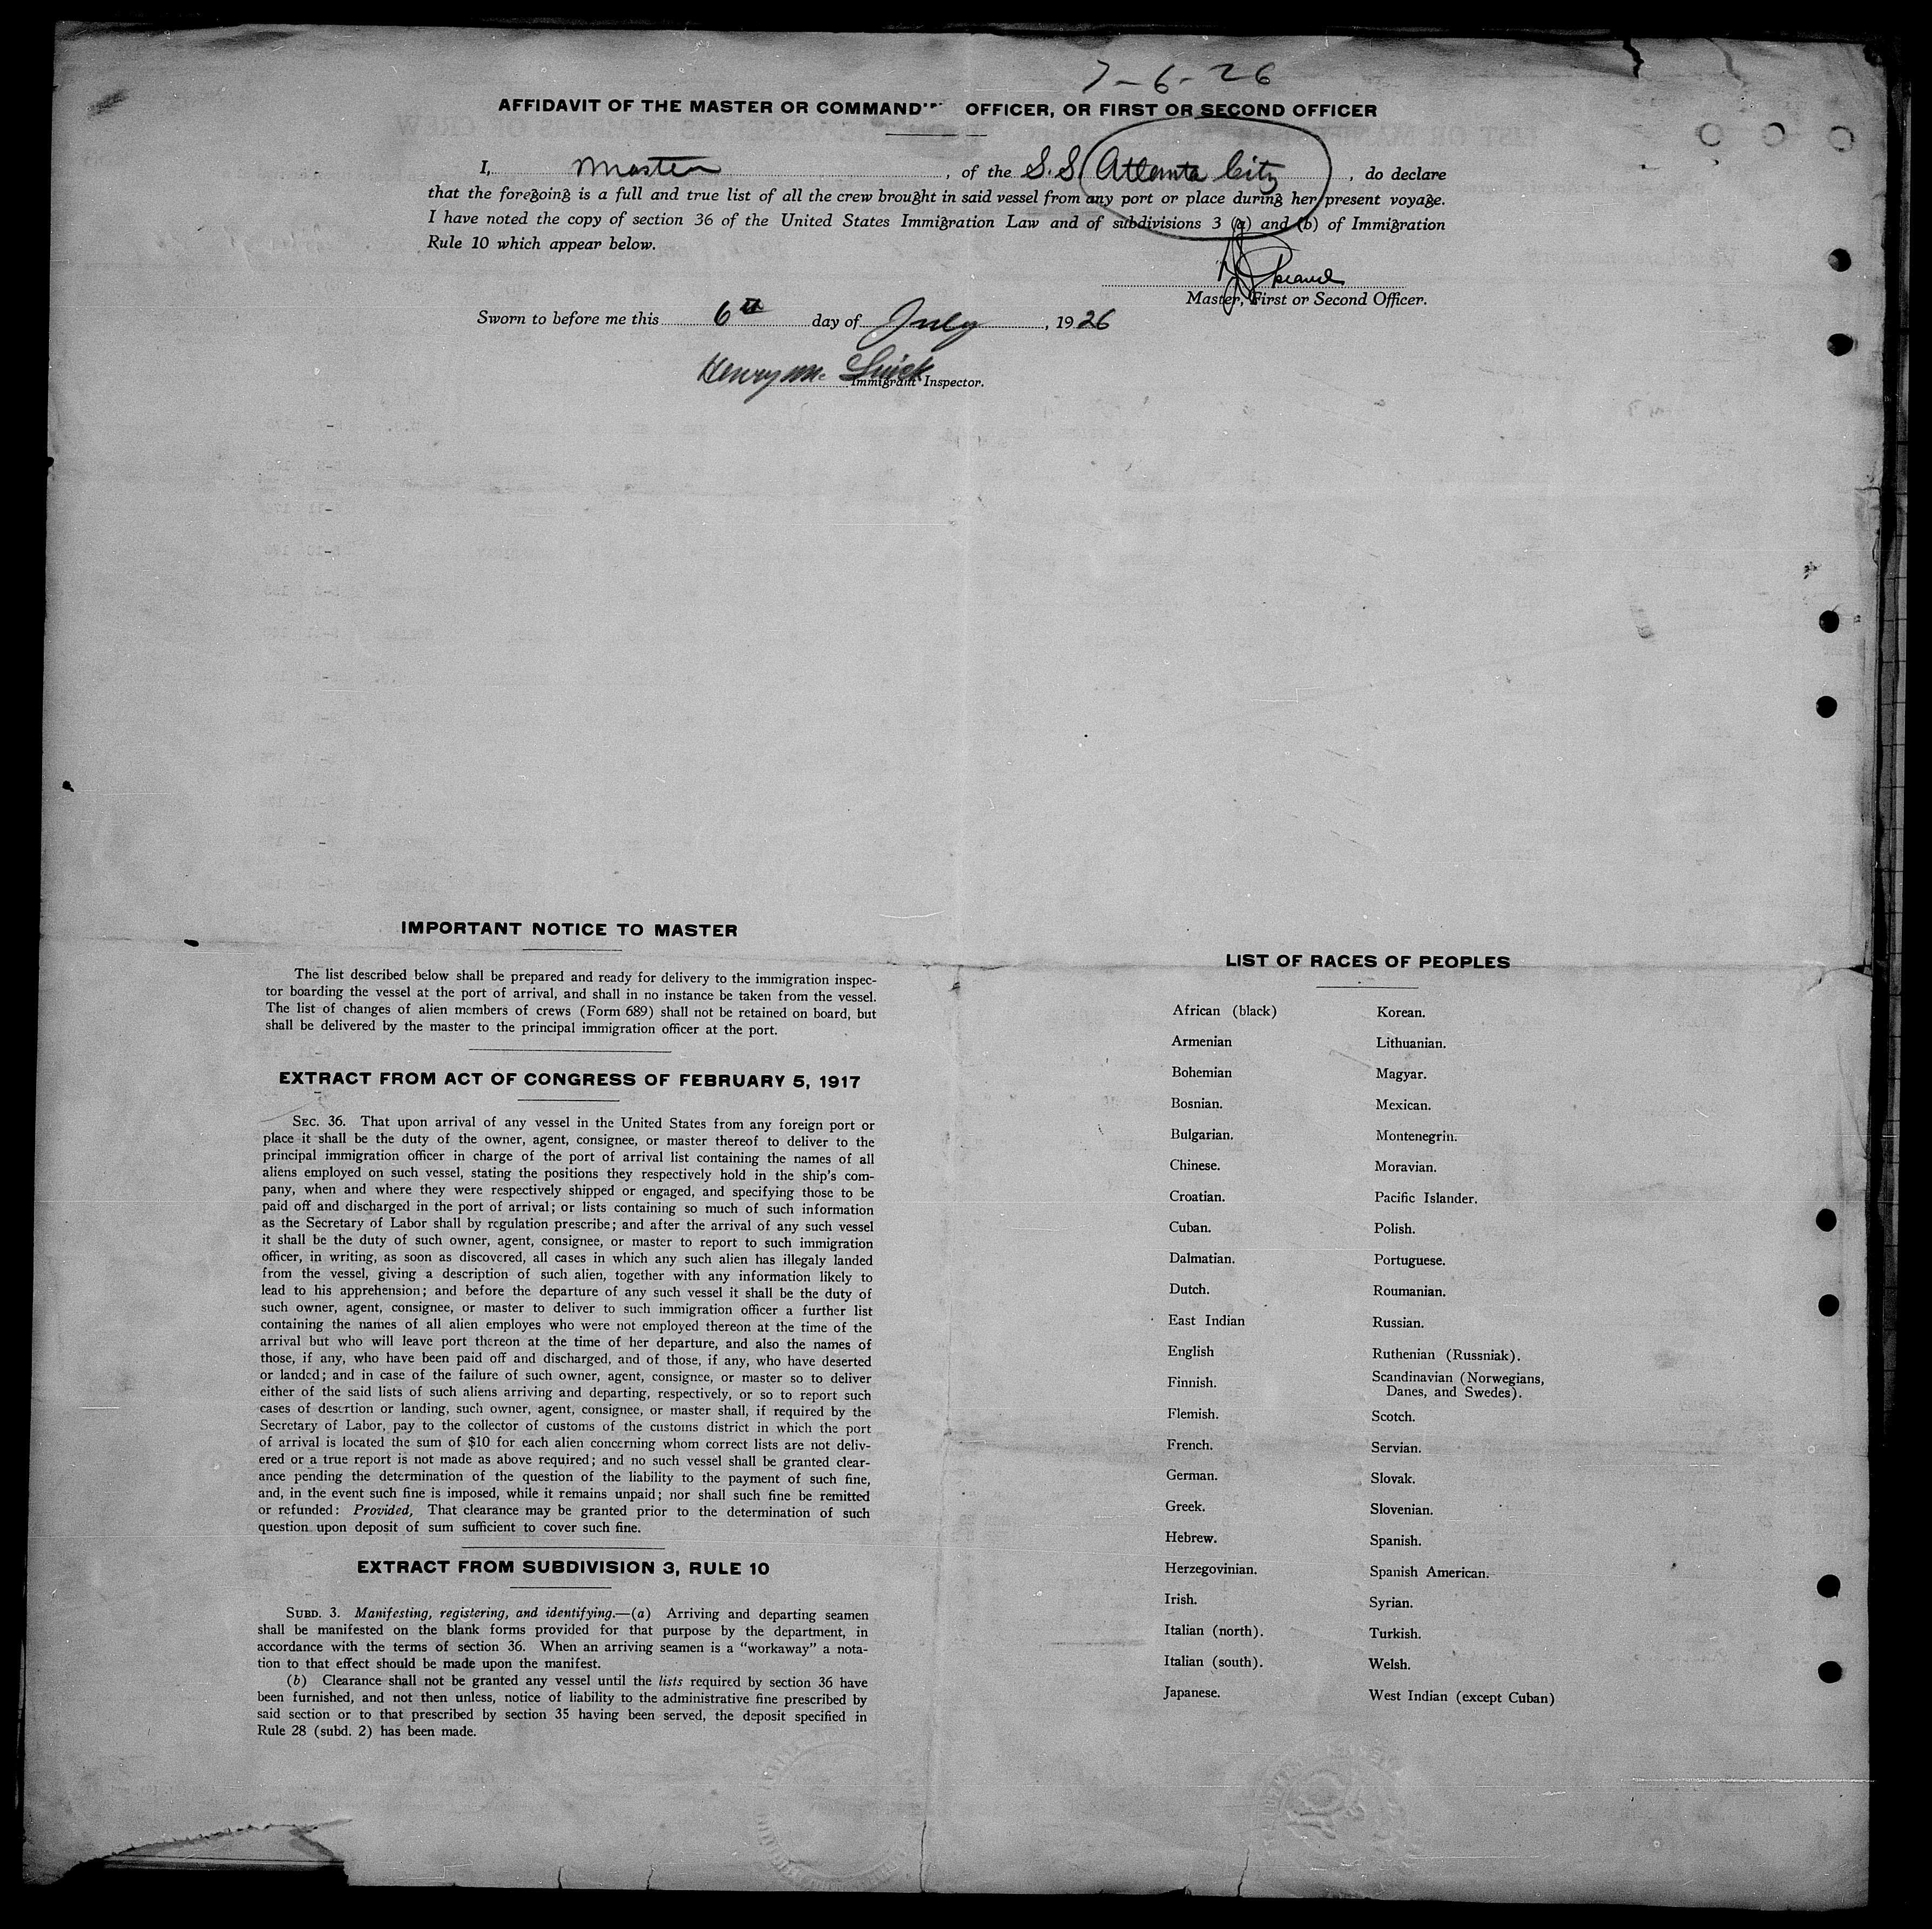 7-6-26
AFFIDAVIT OF THE MASTER OR COMMAND OFFICER, OR FIRST OR SECOND OFFICER
I, Master , of the S.S. Atlanta City , do declare
that the foregoing is a full and true list of all the crew brought in said vessel from any port or place during her present voyage.
I have noted the copy of section 36 of the United States Immigration Law and of subdivisions 3 (a) and (b) of Immigration
Rule 10 which appear below.
Master, First or Second Officer.
Sworn to before me this 6th day of July , 1926
Henry Mc
Immigrant Inspector.
IMPORTANT NOTICE TO MASTER
The list described below shall be prepared and ready for delivery to the immigration inspec-
tor boarding the vessel at the port of arrival, and shall in no instance be taken from the vessel.
The list of changes of alien members of crews (Form 689) shall not be retained on board, but
shall be delivered by the master to the principal immigration officer at the port.
EXTRACT FROM ACT OF CONGRESS OF FEBRUARY 5, 1917
SEC. 36. That upon arrival of any vessel in the United States from any foreign port or
place it shall be the duty of the owner, agent, consignee, or master thereof to deliver to the
principal immigration officer in charge of the port of arrival list containing the names of all
aliens employed on such vessel, stating the positions they respectively hold in the ship's com-
pany, when and where they were respectively shipped or engaged, and specifying those to be
paid off and discharged in the port of arrival; or lists containing so much of such information
as the Secretary of Labor shall by regulation prescribe; and after the arrival of any such vessel
it shall be the duty of such owner, agent, consignee, or master to report to such immigration
officer, in writing, as soon as discovered, all cases in which any such alien has illegaly landed
from the vessel, giving a description of such alien, together with any information likely to
lead to his apprehension; and before the departure of any such vessel it shall be the duty of
such owner, agent, consignee, or master to deliver to such immigration officer a further list
containing the names of all alien employes who were not employed thereon at the time of the
arrival but who will leave port thereon at the time of her departure, and also the names of
those, if any, who have been paid off and discharged, and of those, if any, who have deserted
or landed; and in case of the failure of such owner, agent, consignee, or master so to deliver
either of the said lists of such aliens arriving and departing, respectively, or so to report such
cases of desertion or landing, such owner, agent, consignee, or master shall, if required by the
Secretary of Labor, pay to the collector of customs of the customs district in which the port
of arrival is located the sum of $10 for each alien concerning whom correct lists are not deliv-
ered or a true report is not made as above required; and no such vessel shall be granted clear-
ance pending the determination of the question of the liability to the payment of such fine,
and, in the event such fine is imposed, while it remains unpaid; nor shall such fine be remitted
or refunded: Provided, That clearance may be granted prior to the determination of such
question upon deposit of sum sufficient to cover such fine.
EXTRACT FROM SUBDIVISION 3, RULE 10
SUBD. 3. Manifesting, registering, and identifying.—(a) Arriving and departing seamen
shall be manifested on the blank forms provided for that purpose by the department, in
accordance with the terms of section 36. When an arriving seamen is a "workaway" a nota-
tion to that effect should be made upon the manifest.
(b) Clearance shall not be granted any vessel until the lists required by section 36 have
been furnished, and not then unless, notice of liability to the administrative fine prescribed by
said section or to that prescribed by section 35 having been served, the deposit specified in
Rule 28 (subd. 2) has been made.
LIST OF RACES OF PEOPLES
African (black)
Armenian
Bohemian
Bosnian.
Bulgarian.
Chinese.
Croatian.
Cuban.
Dalmatian.
Dutch.
East Indian
English
Finnish.
Flemish.
French.
German.
Greek.
Hebrew.
Herzegovinian.
Irish.
Italian (north).
Italian (south).
Japanese.
Korean.
Lithuanian.
Magyar.
Mexican.
Montenegrin.
Moravian.
Pacific Islander.
Polish.
Portuguese.
Roumanian.
Russian.
Ruthenian (Russniak).
Scandinavian (Norwegians,
Danes, and Swedes).
Scotch.
Servian.
Slovak.
Slovenian.
Spanish.
Spanish American.
Syrian.
Turkish.
Welsh.
West Indian (except Cuban)